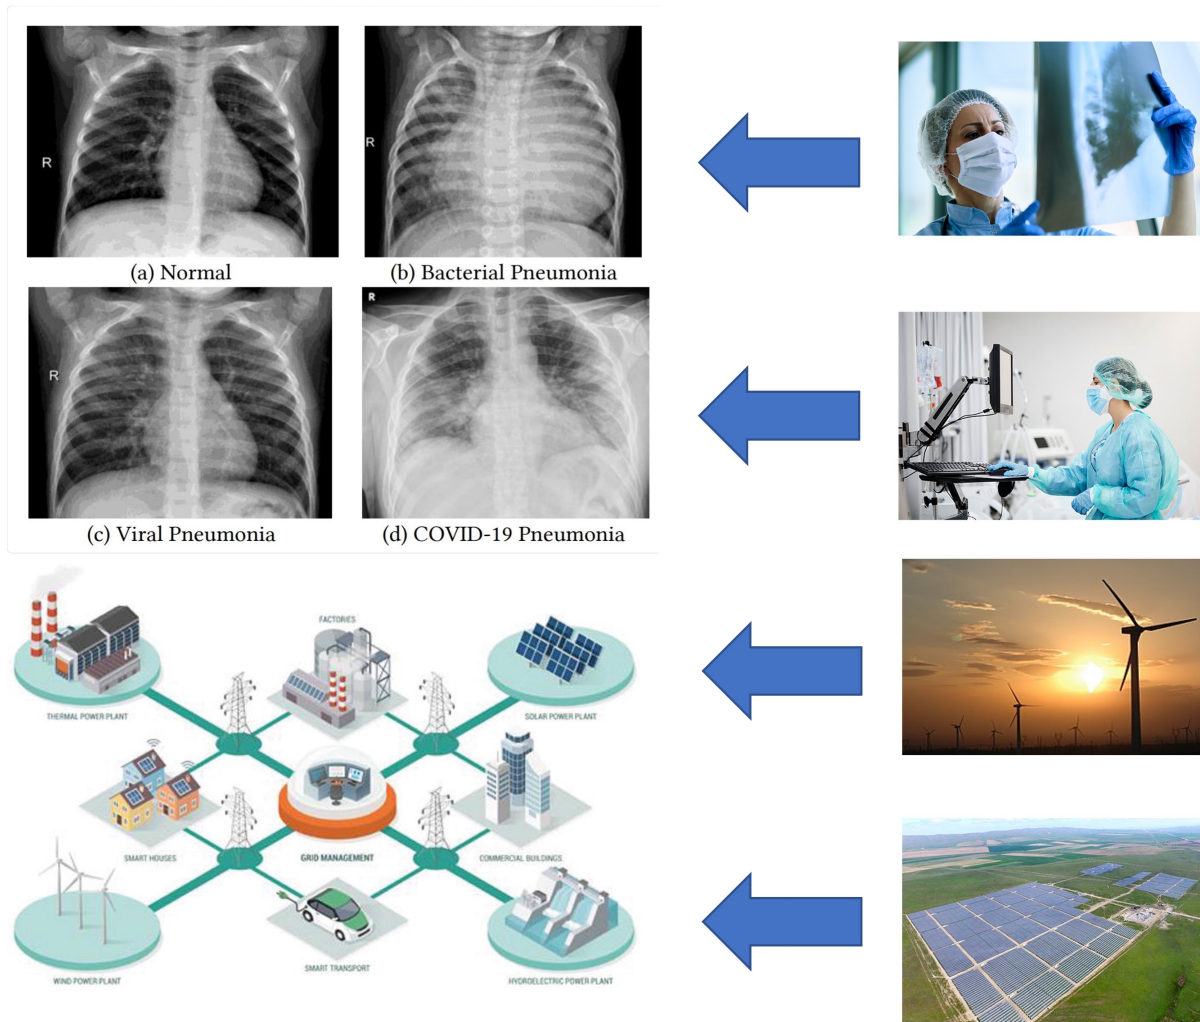 R
R
(a) Normal
(b) Bacterial Pneumonia
R
R
(c) Viral Pneumonia
(d) COVID-19 Pneumonia
FACTORIES
THERMAL POWER PLANT
SOLAR POWER PLANT
SMART HOUSES
GRID MANAGEMENT
COMMERCIAL BUILDINGS
WIND POWER PLANT
SMART TRANSPORT
HYDROELECTRIC POWER PLANT